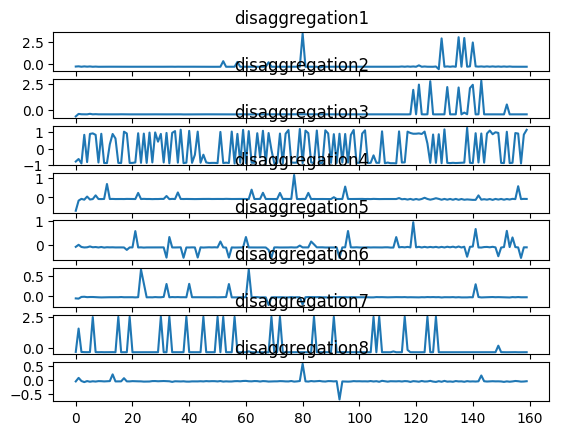 disaggregation1
2.5
0.0
disaggregation2
2.5
0.0
disaggregation3
1
0
−1
disaggregation4
1
0
disaggregation5
1
0
disaggregation6
0.5
0.0
disaggregation7
2.5
0.0
disaggregation8
0.5
0.0
−0.5
0 20 40 60 80 100 120 140 160